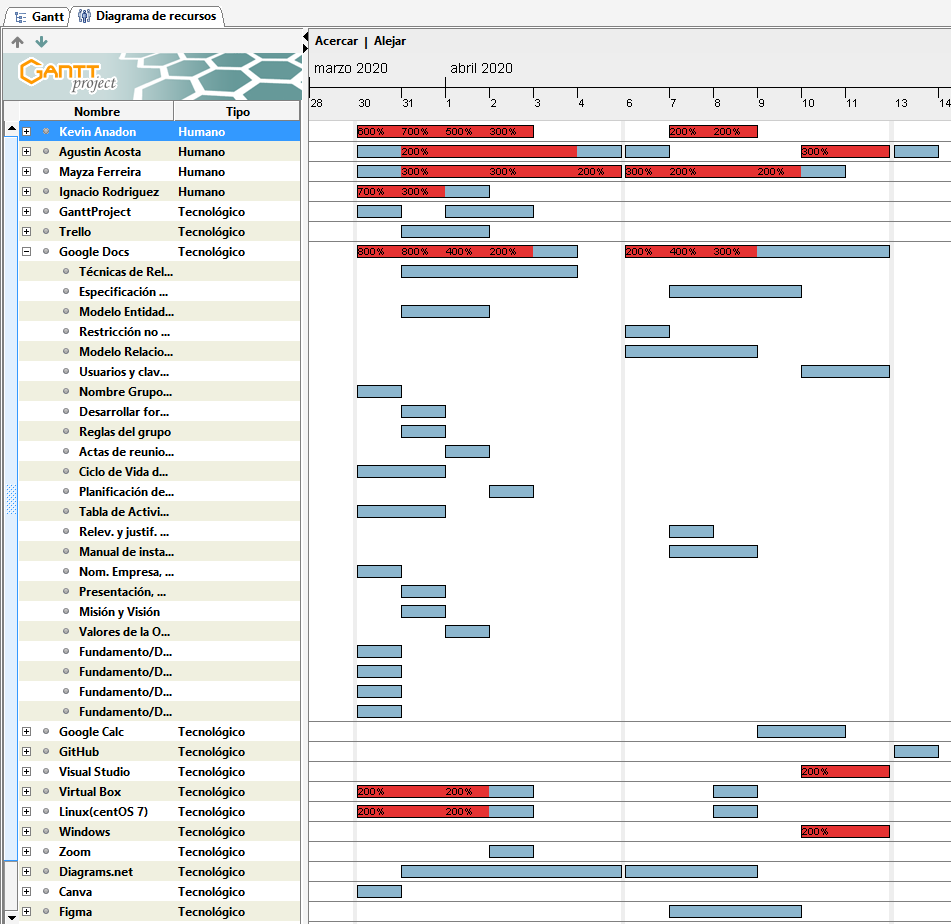 Gantt Diagrama de recursos
Acercar | Alejar
GANTT project
marzo 2020 abril 2020
28 30 31 1 2 3 4 6 7 8 9 10 11 13 14
Nombre Tipo
Kevin Anadon Humano 600% 700% 500% 300% 200% 200%
Agustin Acosta Humano 200% 300%
Mayza Ferreira Humano 300% 300% 200% 300% 200% 200%
Ignacio Rodriguez Humano 700% 300%
GanttProject Tecnológico
Trello Tecnológico
Google Docs Tecnológico 800% 800% 400% 200% 200% 400% 300%
Técnicas de Rel...
Especificación ...
Modelo Entidad...
Restricción no ...
Modelo Relacio...
Usuarios y clav...
Nombre Grupo...
Desarrollar for...
Reglas del grupo
Actas de reunio...
Ciclo de Vida d...
Planificación de...
Tabla de Activi...
Relev. y justif. ...
Manual de insta...
Nom. Empresa, ...
Presentación, ...
Misión y Visión
Valores de la O...
Fundamento/D...
Fundamento/D...
Fundamento/D...
Fundamento/D...
Google Calc Tecnológico
GitHub Tecnológico
Visual Studio Tecnológico 200%
Virtual Box Tecnológico 200% 200%
Linux(centOS 7) Tecnológico 200% 200%
Windows Tecnológico 200%
Zoom Tecnológico
Diagrams.net Tecnológico
Canva Tecnológico
Figma Tecnológico